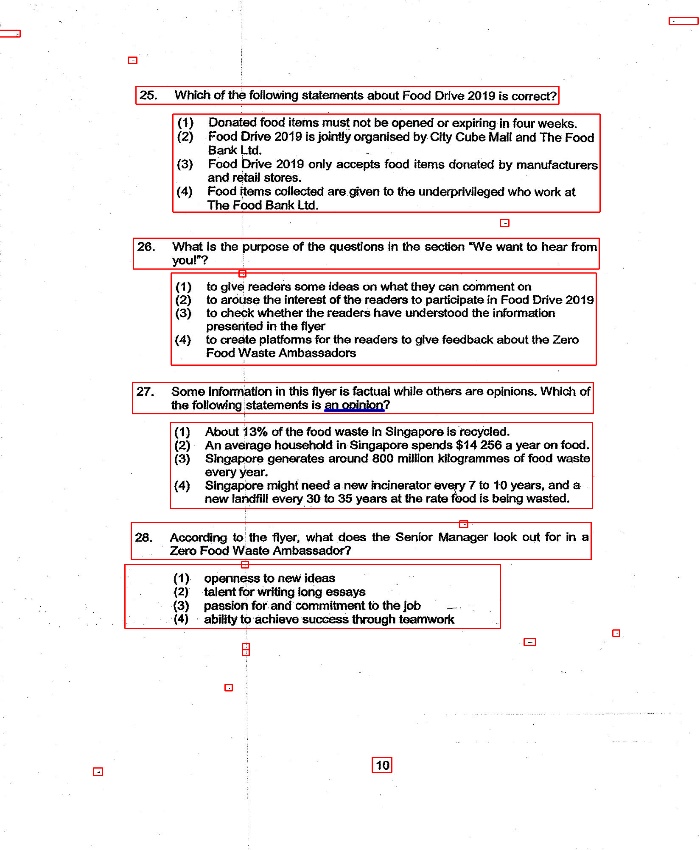 25. Which of the following statements about Food Drive 2019 is correct?
(1) Donated food items must not be opened or expiring in four weeks.
(2) Food Drive 2019 is jointly organised by City Cube Mall and The Food
Bank Ltd.
(3) Food Drive 2019 only accepts food items donated by manufacturers
and retail stores.
(4) Food items collected are given to the underprivileged who work at
The Food Bank Ltd.
26. What is the purpose of the questions in the section "We want to hear from
you!"?
(1) to give readers some ideas on what they can comment on
(2) to arouse the interest of the readers to participate in Food Drive 2019
(3) to check whether the readers have understood the information
presented in the flyer
(4) to create platforms for the readers to give feedback about the Zero
Food Waste Ambassadors
27. Some information in this flyer is factual while others are opinions. Which of
the following statements is an opinion?
(1) About 13% of the food waste in Singapore is recycled.
(2) An average household in Singapore spends $14 256 a year on food.
(3) Singapore generates around 800 million kilogrammes of food waste
every year.
(4) Singapore might need a new incinerator every 7 to 10 years, and a
new landfill every 30 to 35 years at the rate food is being wasted.
28. According to the flyer, what does the Senior Manager look out for in a
Zero Food Waste Ambassador?
(1) openness to new ideas
(2) talent for writing long essays
(3) passion for and commitment to the job
(4) ability to achieve success through teamwork
10